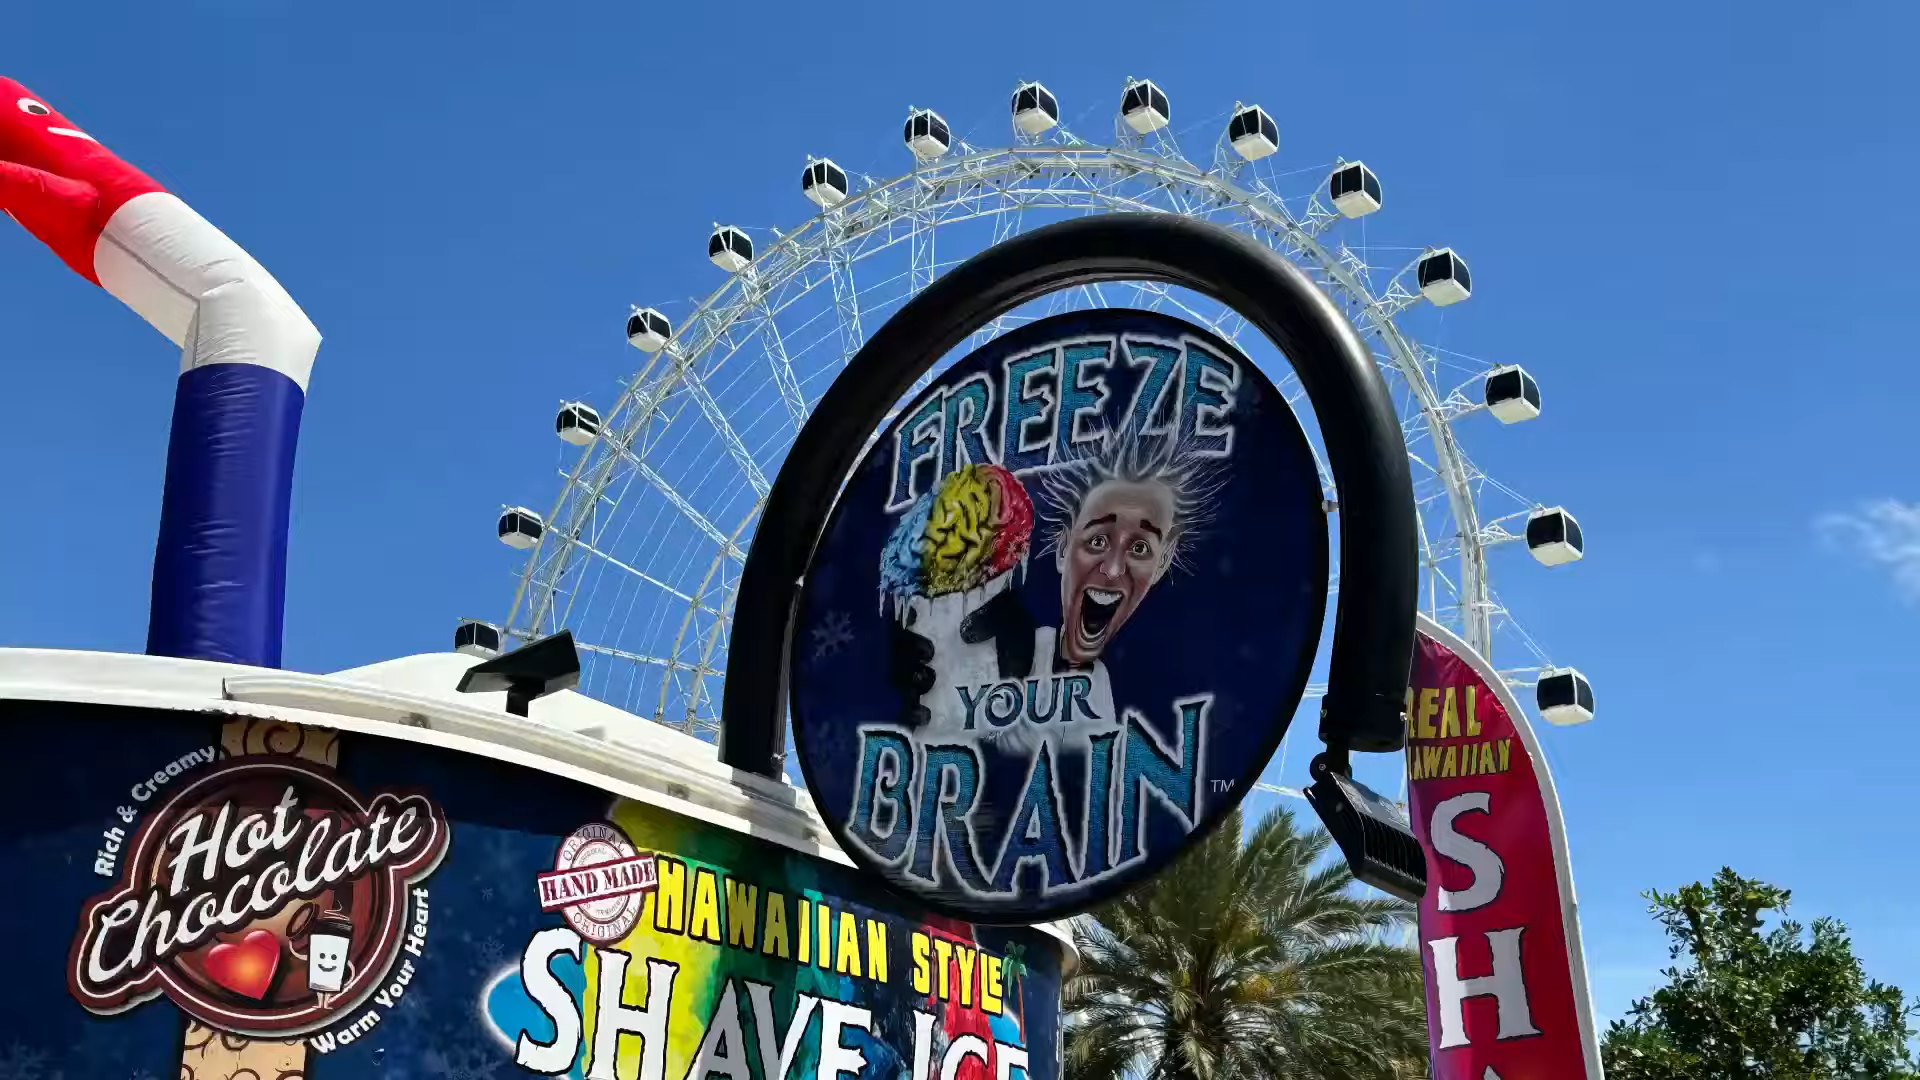 FREEZE
YOUR
BRAIN
TM
Rich & Creamy
Hot
Chocolate
Warm Your Heart
ORIGINAL
HAND MADE
ORIGINAL
HAWAIIAN STYLE
SHAVE ICE
REAL
HAWAIIAN
SHA